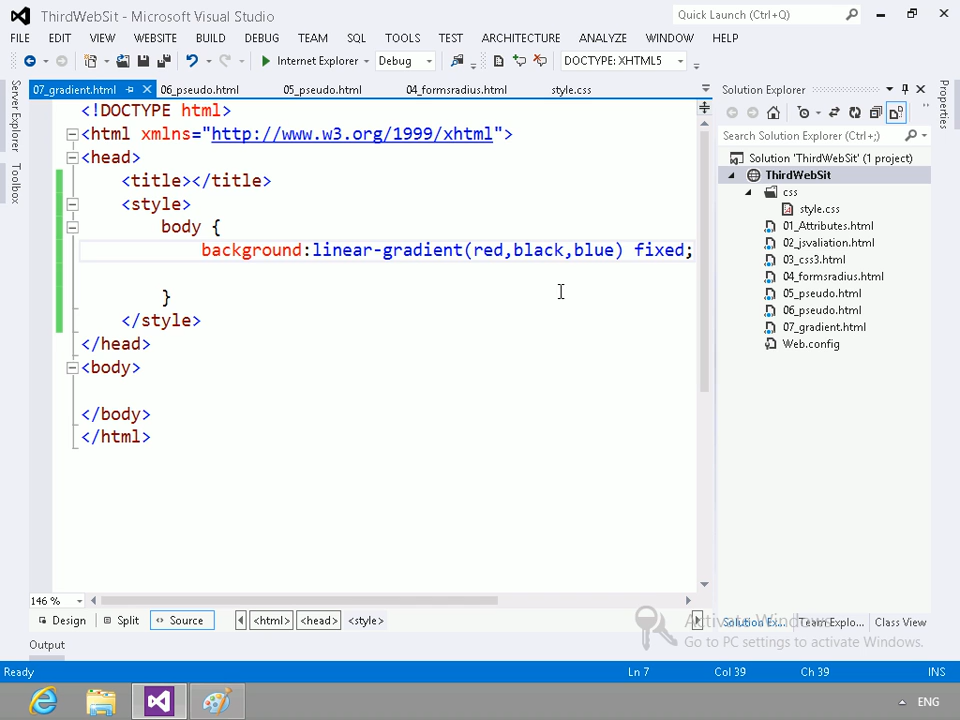 ThirdWebSit - Microsoft Visual Studio
Quick Launch (Ctrl+Q)
FILE EDIT VIEW WEBSITE BUILD DEBUG TEAM SQL TOOLS TEST ARCHITECTURE ANALYZE WINDOW HELP
Internet Explorer Debug DOCTYPE: XHTML5
Server Explorer
Toolbox
07_gradient.html 06_pseudo.html 05_pseudo.html 04_formsradius.html style.css
<!DOCTYPE html>
<html xmlns="http://www.w3.org/1999/xhtml">
<head>
<title></title>
<style>
body {
background:linear-gradient(red,black,blue) fixed;
}
</style>
</head>
<body>
</body>
</html>
146 %
Design Split Source <html> <head> <style>
Output
Solution Explorer
Search Solution Explorer (Ctrl+;)
Solution 'ThirdWebSit' (1 project)
ThirdWebSit
css
style.css
01_Attributes.html
02_jsvaliation.html
03_css3.html
04_formsradius.html
05_pseudo.html
06_pseudo.html
07_gradient.html
Web.config
Properties
Solution Ex... Team Explo... Class View
Activate Windows
Go to PC settings to activate Windows.
Ready Ln 7 Col 39 Ch 39 INS
ENG